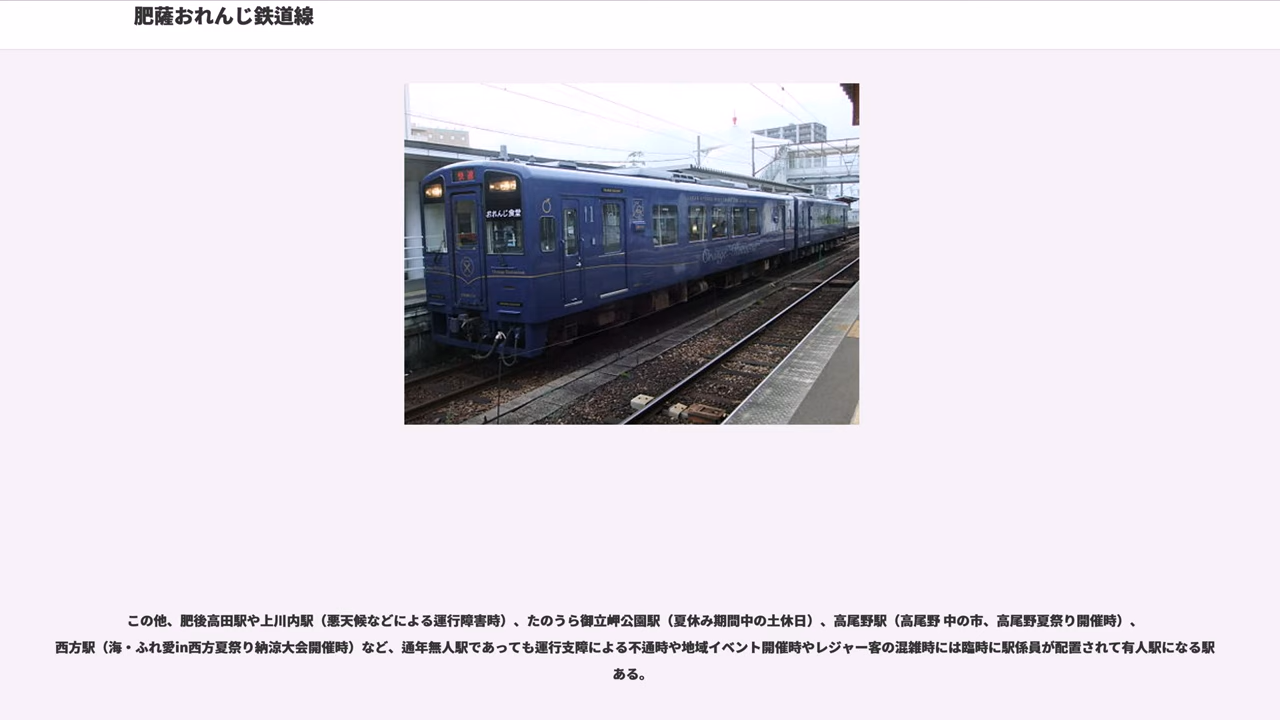 肥薩おれんじ鉄道線
快速
おれんじ食堂
この他、肥後高田駅や上川内駅（悪天候などによる運行障害時）、たのうら御立岬公園駅（夏休み期間中の土休日）、高尾野駅（高尾野 中の市、高尾野夏祭り開催時）、
西方駅（海・ふれ愛in西方夏祭り納涼大会開催時）など、通年無人駅であっても運行支障による不通時や地域イベント開催時やレジャー客の混雑時には臨時に駅係員が配置されて有人駅になる駅
ある。